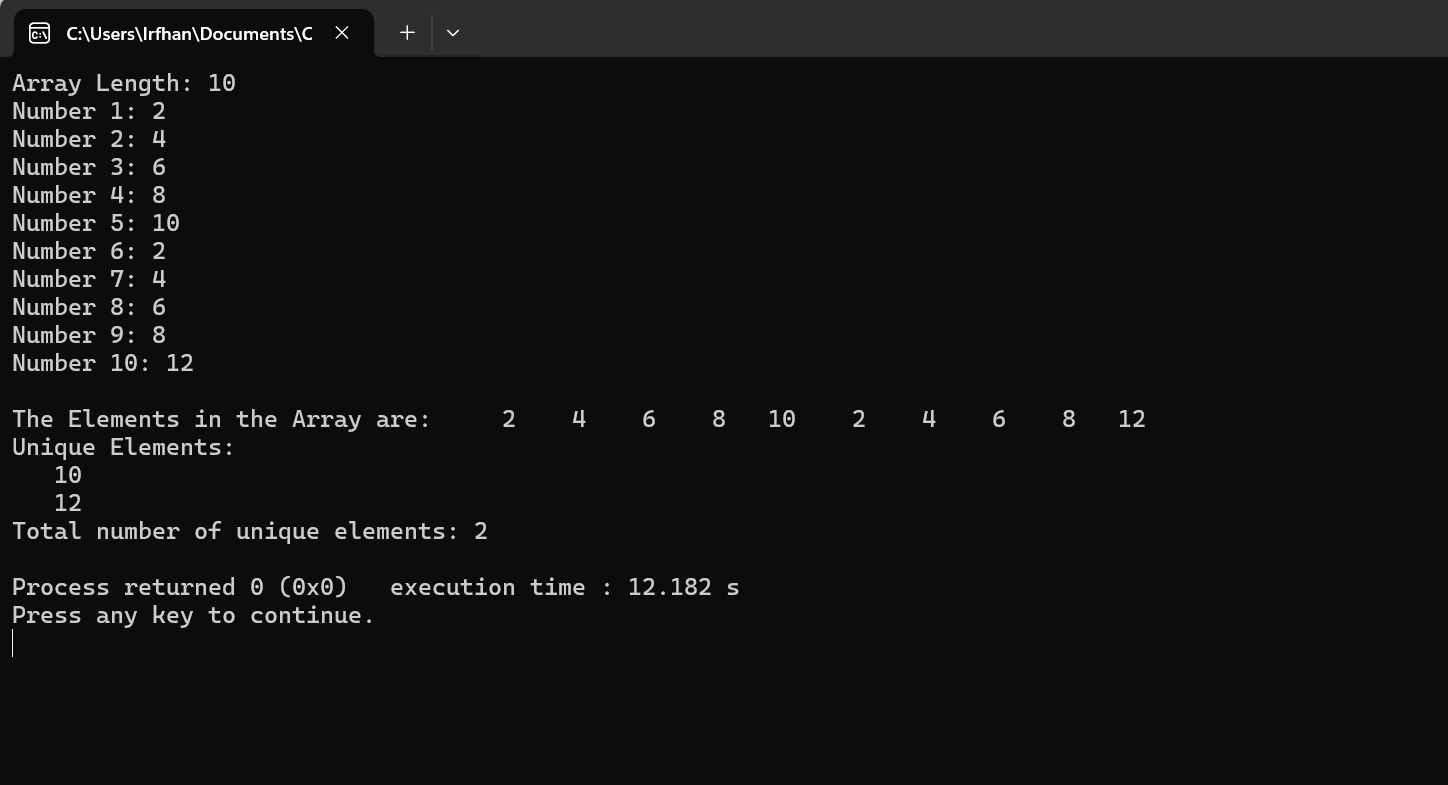 C:\Users\Irfhan\Documents\C
Array Length: 10
Number 1: 2
Number 2: 4
Number 3: 6
Number 4: 8
Number 5: 10
Number 6: 2
Number 7: 4
Number 8: 6
Number 9: 8
Number 10: 12
The Elements in the Array are:     2    4    6    8   10    2    4    6    8   12
Unique Elements:
   10
   12
Total number of unique elements: 2
Process returned 0 (0x0)   execution time : 12.182 s
Press any key to continue.